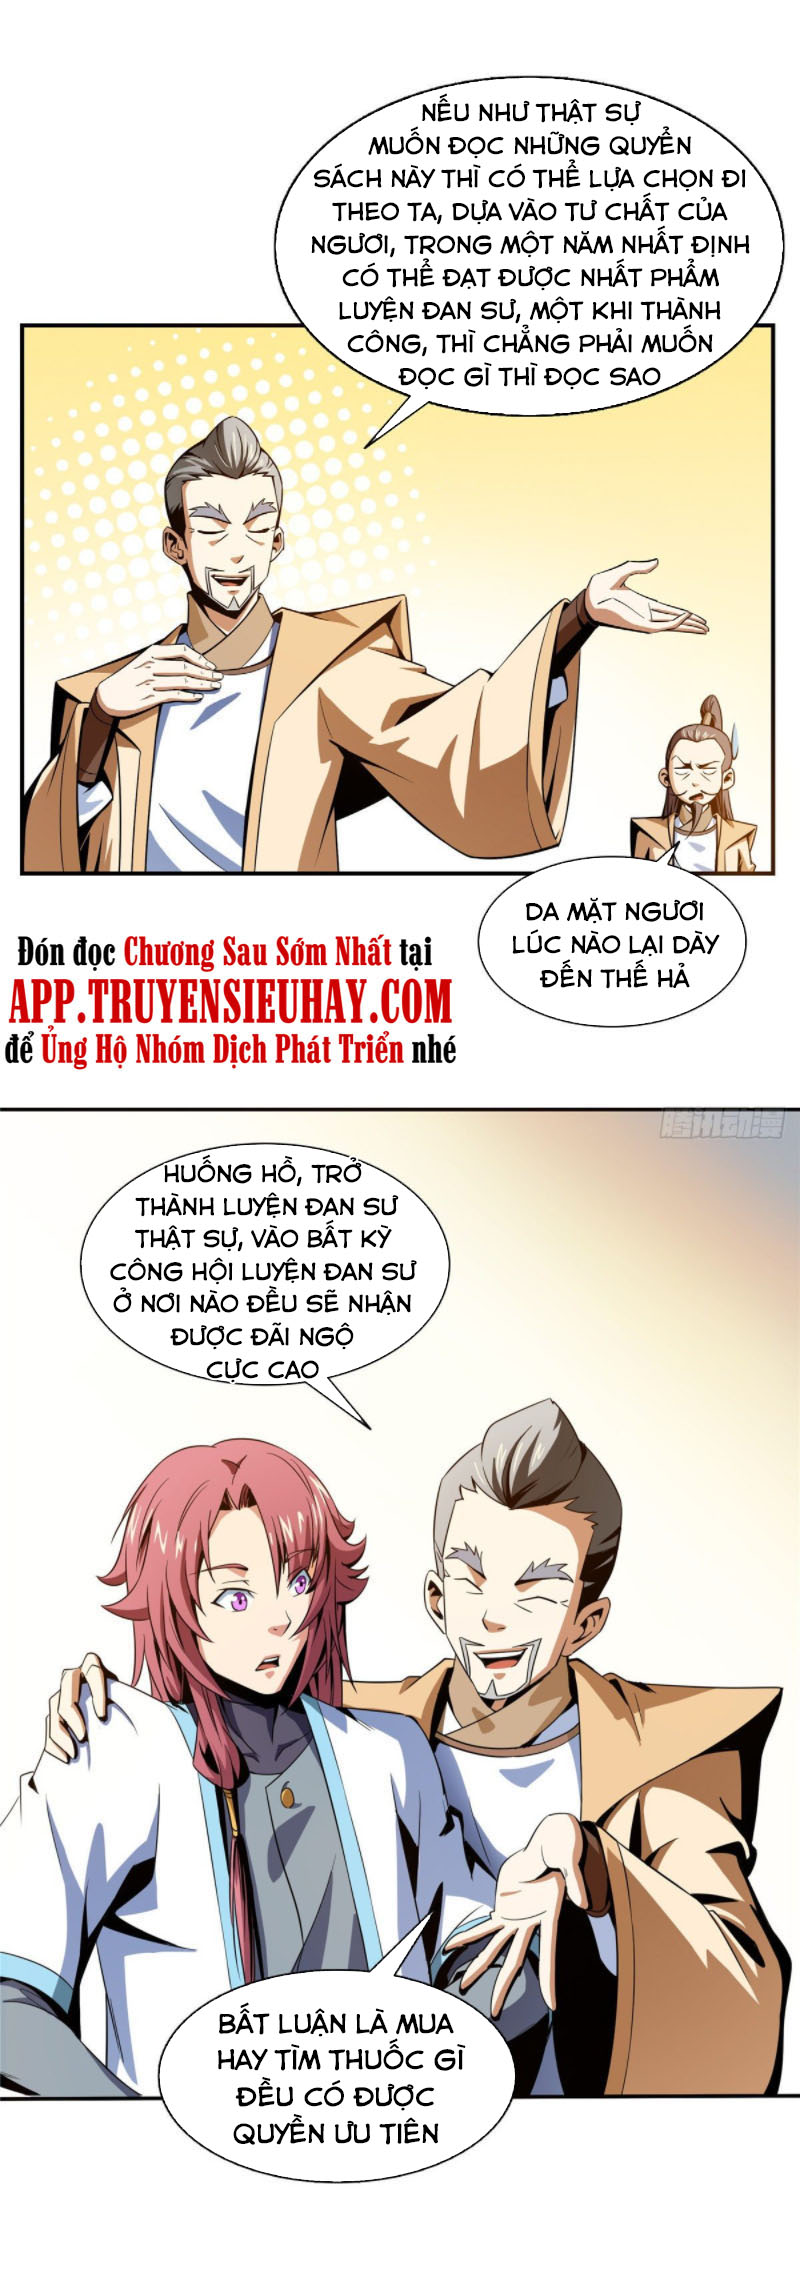 NẾU NHƯ THẬT SỰ
MUỐN ĐỌC NHỮNG QUYỂN
SÁCH NÀY THÌ CÓ THỂ LỰA CHỌN ĐI
THEO TA, DỰA VÀO TƯ CHẤT CỦA
NGƯƠI, TRONG MỘT NĂM NHẤT ĐỊNH
CÓ THỂ ĐẠT ĐƯỢC NHẤT PHẨM
LUYỆN ĐAN SƯ, MỘT KHI THÀNH
CÔNG, THÌ CHẲNG PHẢI MUỐN
ĐỌC GÌ THÌ ĐỌC SAO
DA MẶT NGƯƠI
LÚC NÀO LẠI DÀY
ĐẾN THẾ HẢ
Đón đọc Chương Sau Sớm Nhất tại
APP.TRUYENSIEUHAY.COM
để Ủng Hộ Nhóm Dịch Phát Triển nhé
腾讯动漫
HUỐNG HỒ, TRỞ
THÀNH LUYỆN ĐAN SƯ
THẬT SỰ, VÀO BẤT KỲ
CÔNG HỘI LUYỆN ĐAN SƯ
Ở NƠI NÀO ĐỀU SẼ NHẬN
ĐƯỢC ĐÃI NGỘ
CỰC CAO
BẤT LUẬN LÀ MUA
HAY TÌM THUỐC GÌ
ĐỀU CÓ ĐƯỢC
QUYỀN ƯU TIÊN